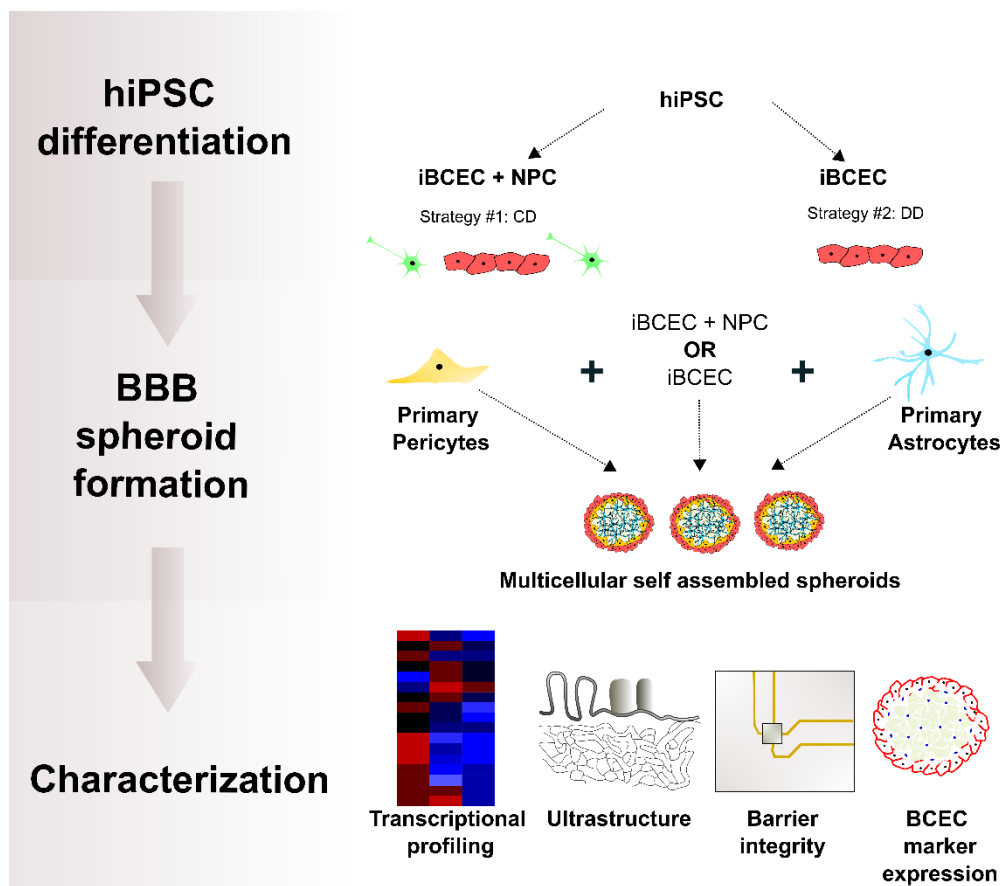 hiPSC
differentiation
BBB
spheroid
formation
Characterization
hiPSC
iBCEC + NPC
Strategy #1: CD
iBCEC
Strategy #2: DD
iBCEC + NPC
OR
iBCEC
+
+
Primary
Pericytes
Primary
Astrocytes
Multicellular self assembled spheroids
Transcriptional
profiling
Ultrastructure
Barrier
integrity
BCEC
marker
expression